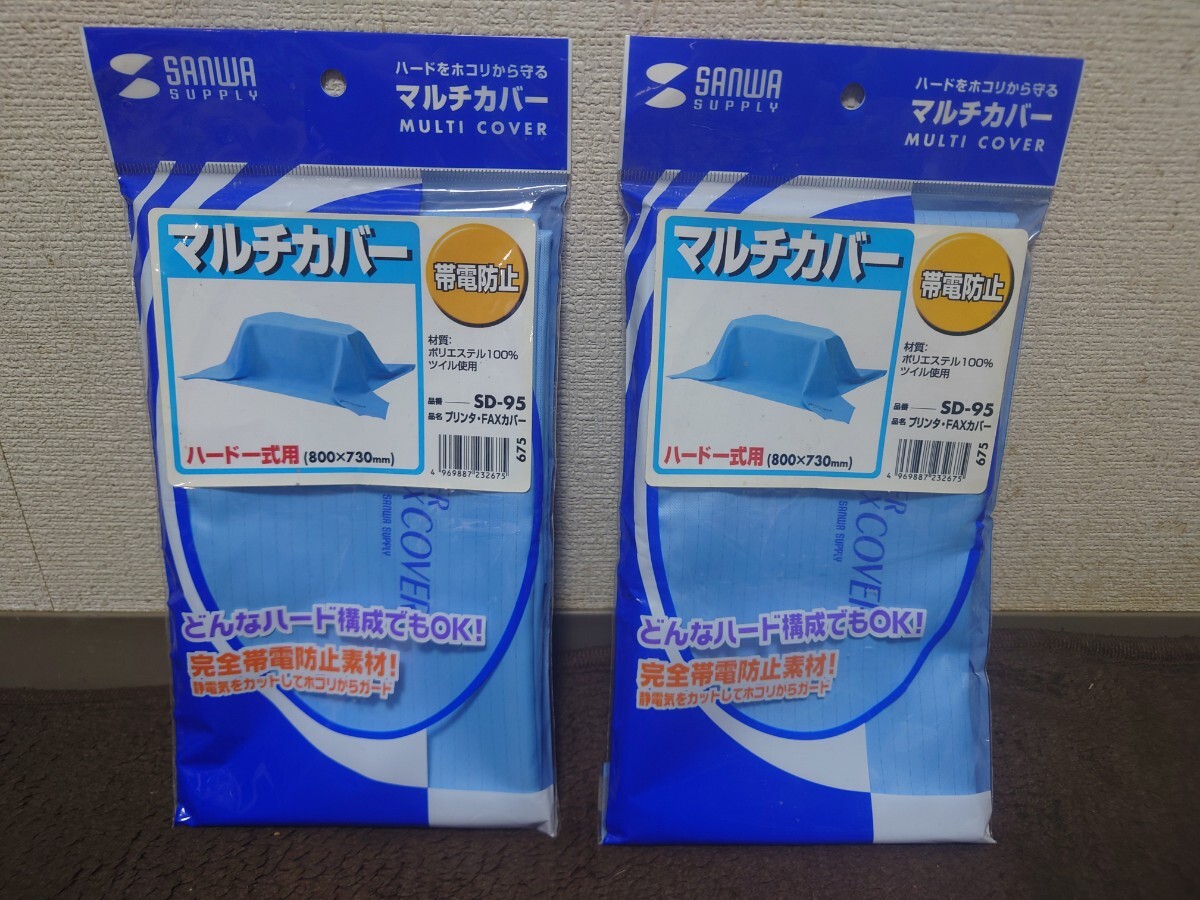 SANWA
SUPPLY
ハードをホコリから守る
マルチカバー
MULTI COVER
マルチカバー
帯電防止
材質:
ポリエステル100%
ツイル使用
品番 SD-95
品名 プリンタ・FAXカバー
ハード一式用 (800×730mm)
4 969887 232675
675
COVER
SANWA SUPPLY
どんなハード構成でもOK!
完全帯電防止素材!
静電気をカットしてホコリからガード
SANWA
SUPPLY
ハードをホコリから守る
マルチカバー
MULTI COVER
マルチカバー
帯電防止
材質:
ポリエステル100%
ツイル使用
品番 SD-95
品名 プリンタ・FAXカバー
ハード一式用 (800×730mm)
4 969887 232675
675
COVER
SANWA SUPPLY
どんなハード構成でもOK!
完全帯電防止素材!
静電気をカットしてホコリからガード